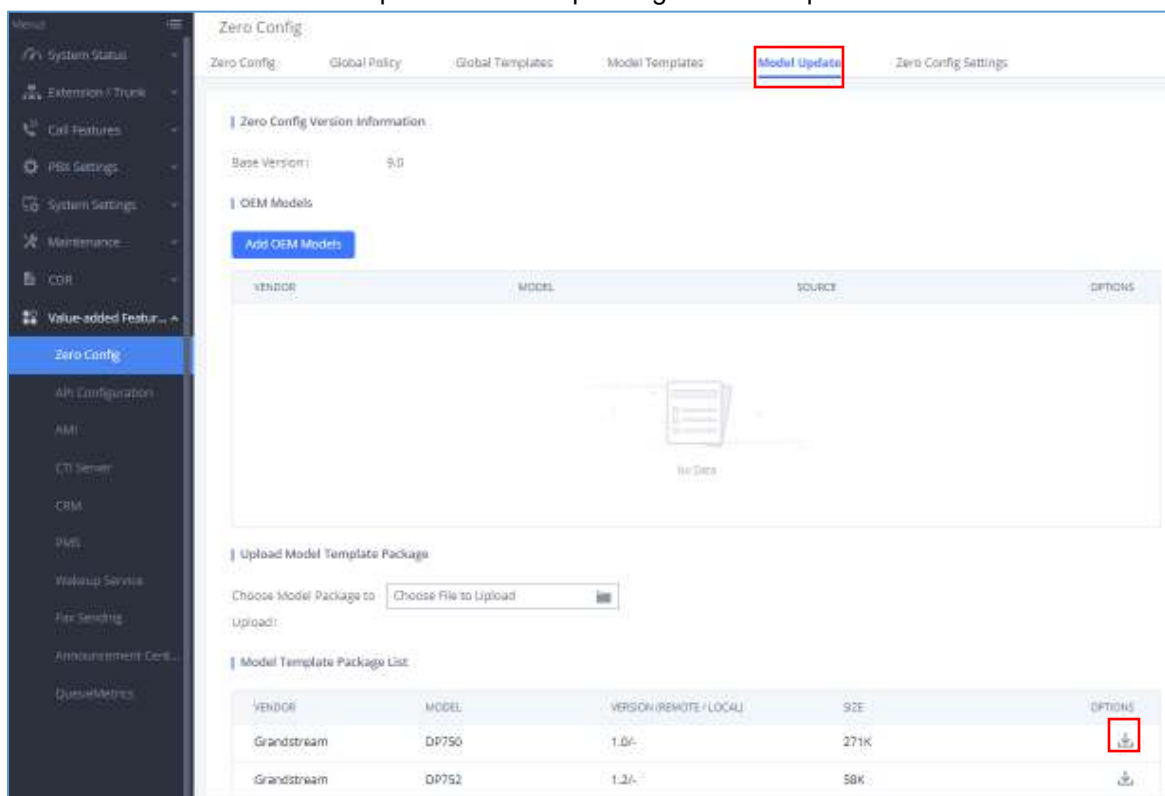 Menus
Zero Config
System Status
Zero Config Global Policy Global Templates Model Templates Model Update Zero Config Settings
Extension / Trunk
Call Features
Zero Config Version Information
PBX Settings
Base Version: 9.0
System Settings
OEM Models
Maintenance
Add OEM Models
CDR
VENDOR MODEL SOURCE OPTIONS
Value-added Featur...
Zero Config
API Configuration
AMI
CTI Server
No Data
CRM
PMS
Upload Model Template Package
Wakeup Service
Choose Model Package to Upload:
Choose File to Upload
Fax Sending
Announcement Cent...
Model Template Package List
QueueMetrics
VENDOR MODEL VERSION (REMOTE / LOCAL) SIZE OPTIONS
Grandstream DP750 1.0/- 271K
Grandstream DP752 1.2/- 58K